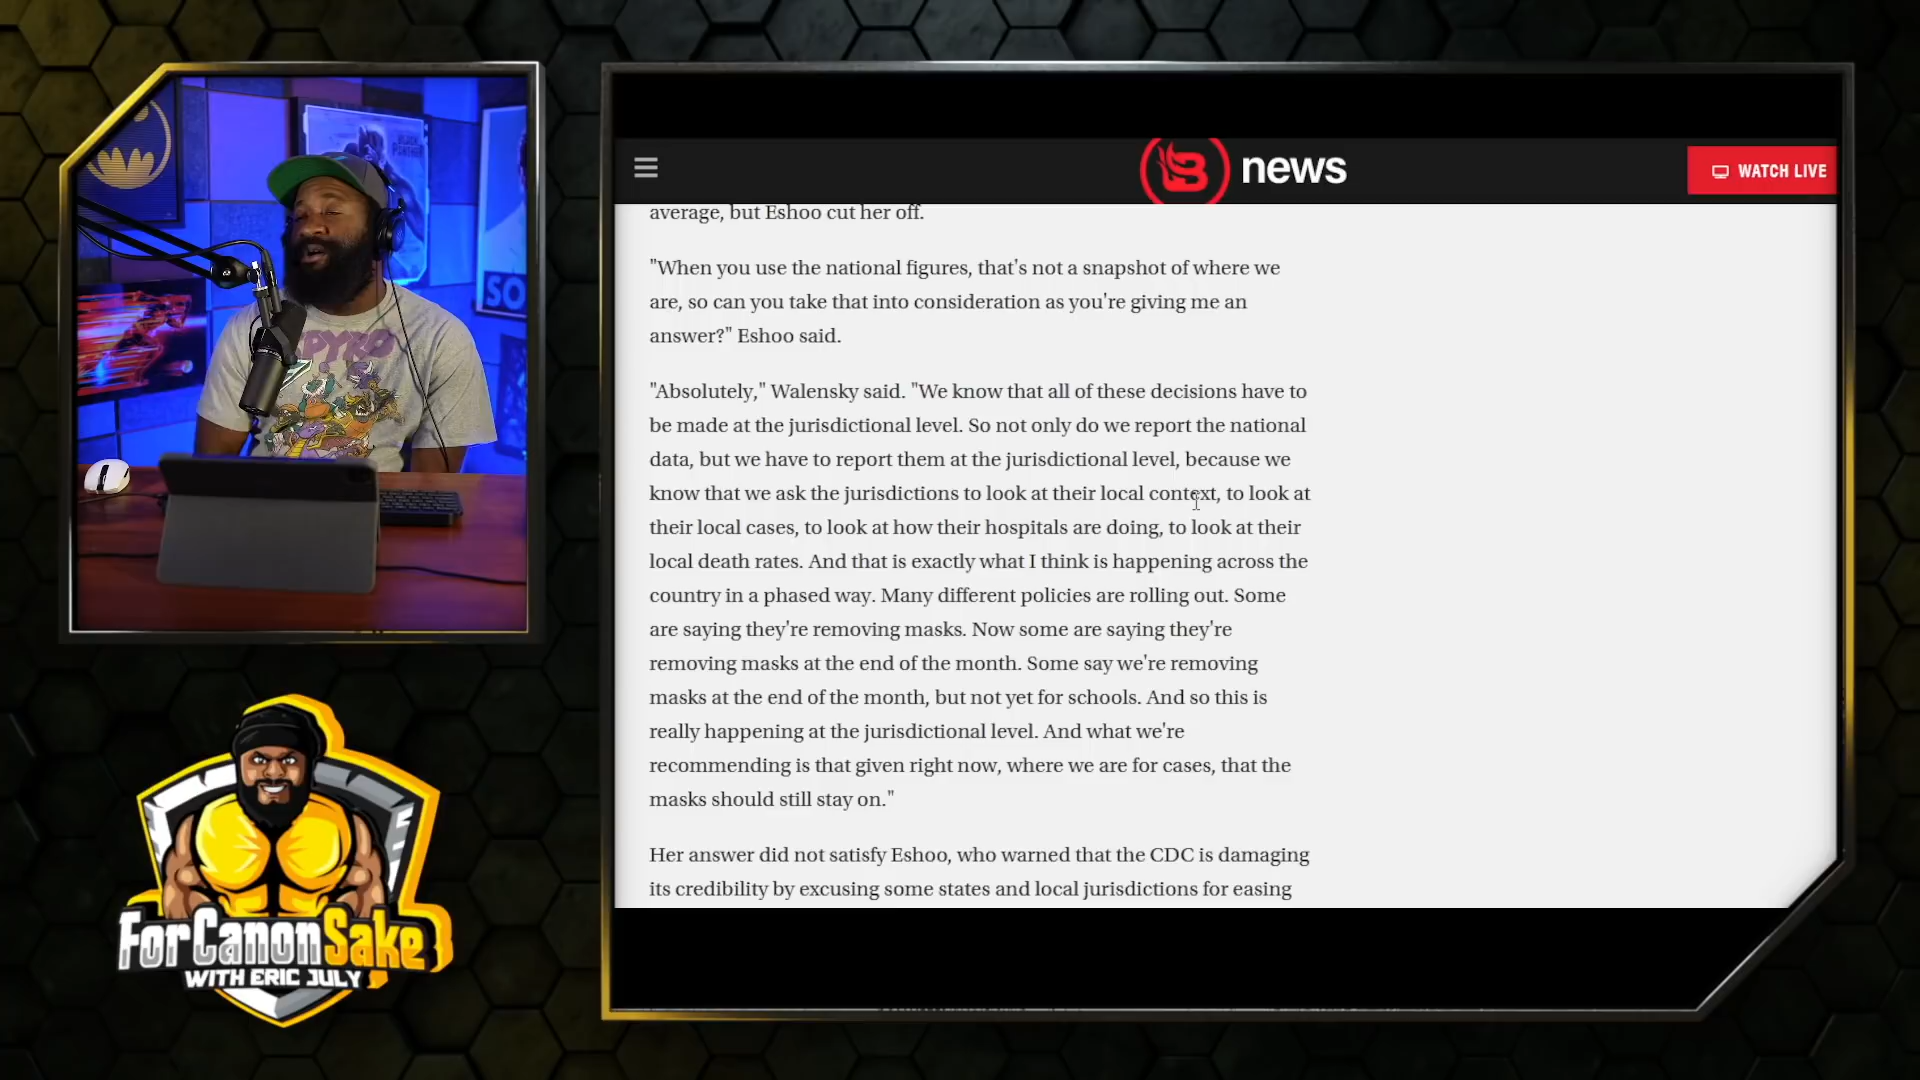 BLACK
PANTHER
SO
SPYRO
news
WATCH LIVE
average, but Eshoo cut her off.
"When you use the national figures, that's not a snapshot of where we
are, so can you take that into consideration as you're giving me an
answer?" Eshoo said.
"Absolutely," Walensky said. "We know that all of these decisions have to
be made at the jurisdictional level. So not only do we report the national
data, but we have to report them at the jurisdictional level, because we
know that we ask the jurisdictions to look at their local context, to look at
their local cases, to look at how their hospitals are doing, to look at their
local death rates. And that is exactly what I think is happening across the
country in a phased way. Many different policies are rolling out. Some
are saying they're removing masks. Now some are saying they're
removing masks at the end of the month. Some say we're removing
masks at the end of the month, but not yet for schools. And so this is
really happening at the jurisdictional level. And what we're
recommending is that given right now, where we are for cases, that the
masks should still stay on."
Her answer did not satisfy Eshoo, who warned that the CDC is damaging
its credibility by excusing some states and local jurisdictions for easing
ForCanonSake
WITH ERIC JULY